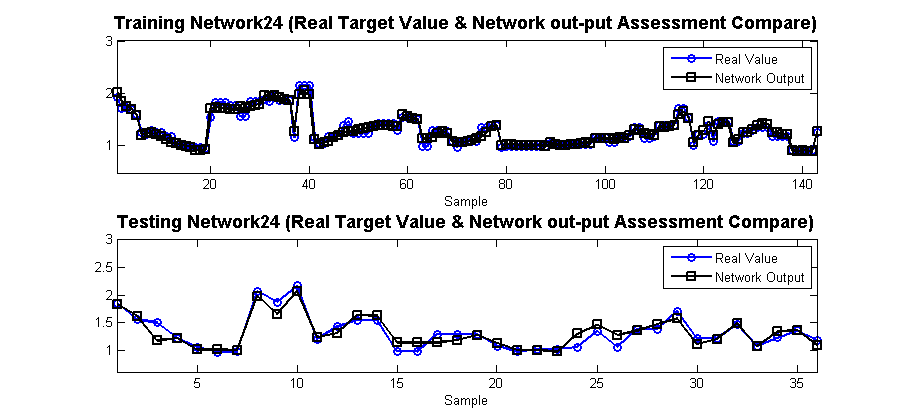 Training Network24 (Real Target Value & Network out-put Assessment Compare)
3
2
1
Real Value
Network Output
20 40 60 80 100 120 140
Sample
Testing Network24 (Real Target Value & Network out-put Assessment Compare)
3
2.5
2
1.5
1
Real Value
Network Output
5 10 15 20 25 30 35
Sample